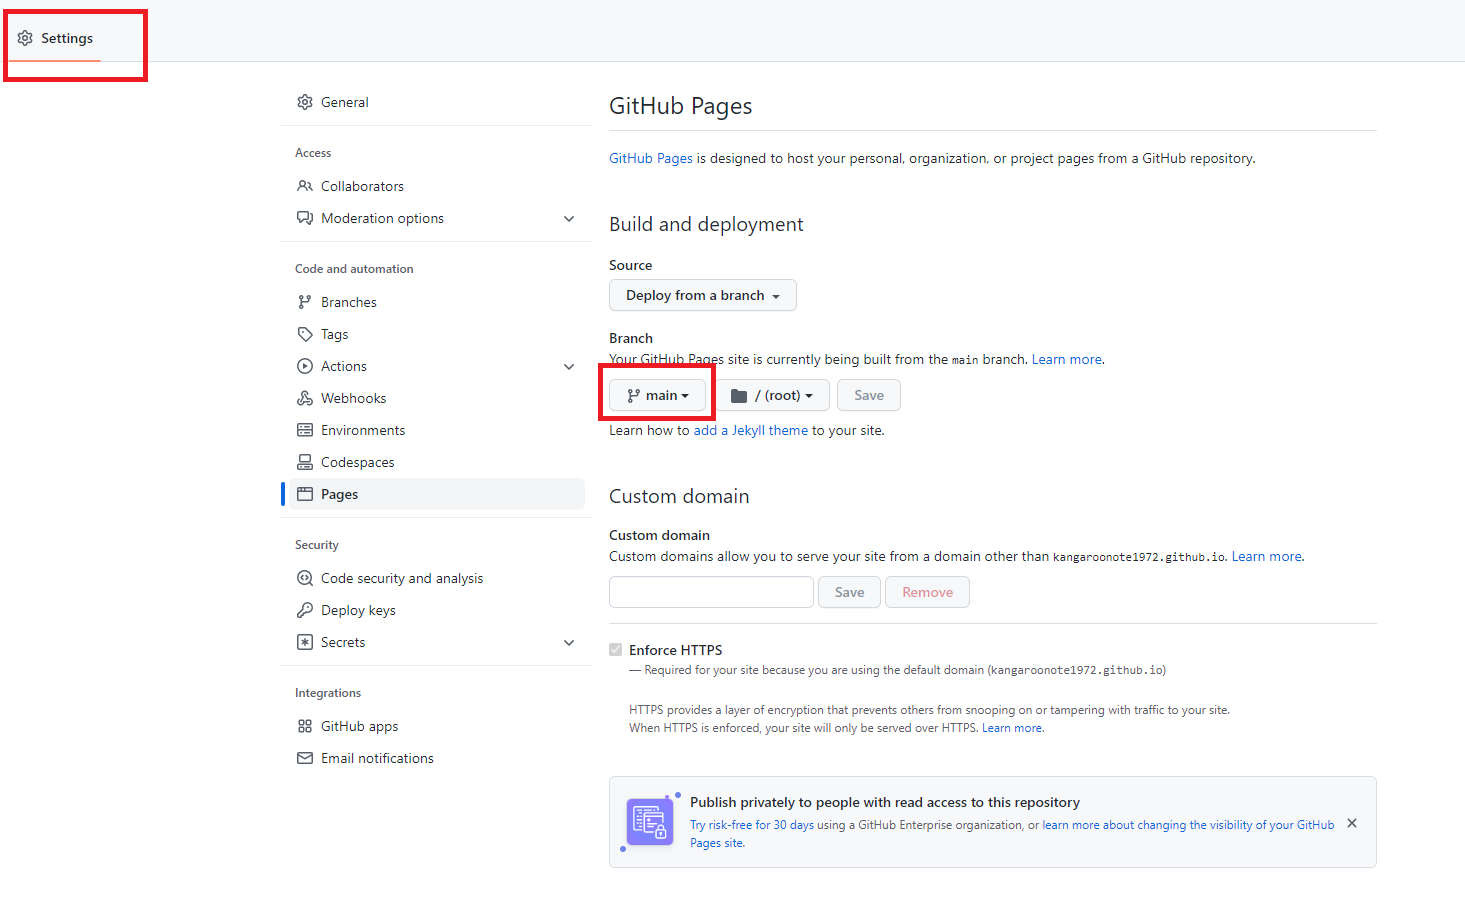 Settings
General
Access
Collaborators
Moderation options
Code and automation
Branches
Tags
Actions
Webhooks
Environments
Codespaces
Pages
Security
Code security and analysis
Deploy keys
Secrets
Integrations
GitHub apps
Email notifications
GitHub Pages
GitHub Pages is designed to host your personal, organization, or project pages from a GitHub repository.
Build and deployment
Source
Deploy from a branch
Branch
Your GitHub Pages site is currently being built from the main branch. Learn more.
main / (root) Save
Learn how to add a Jekyll theme to your site.
Custom domain
Custom domain
Custom domains allow you to serve your site from a domain other than kangaroonote1972.github.io. Learn more.
Save Remove
Enforce HTTPS
— Required for your site because you are using the default domain (kangaroonote1972.github.io)
HTTPS provides a layer of encryption that prevents others from snooping on or tampering with traffic to your site.
When HTTPS is enforced, your site will only be served over HTTPS. Learn more.
Publish privately to people with read access to this repository
Try risk-free for 30 days using a GitHub Enterprise organization, or learn more about changing the visibility of your GitHub
Pages site.